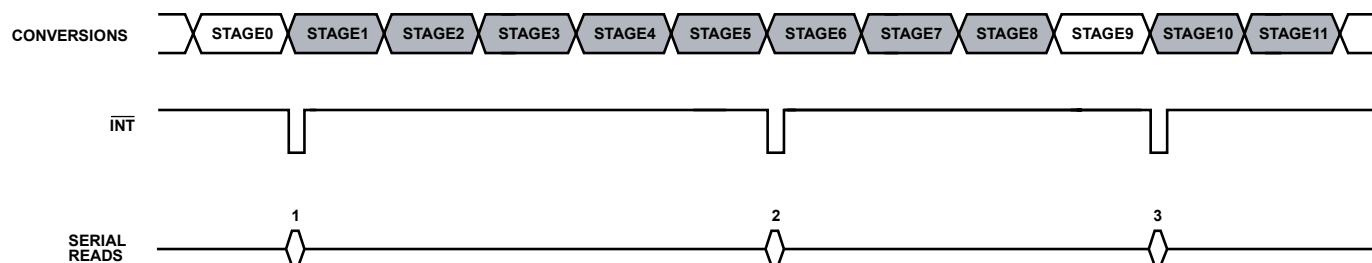 CONVERSIONS STAGE0 STAGE1 STAGE2 STAGE3 STAGE4 STAGE5 STAGE6 STAGE7 STAGE8 STAGE9 STAGE10 STAGE11
INT
1 2 3
SERIAL
READS